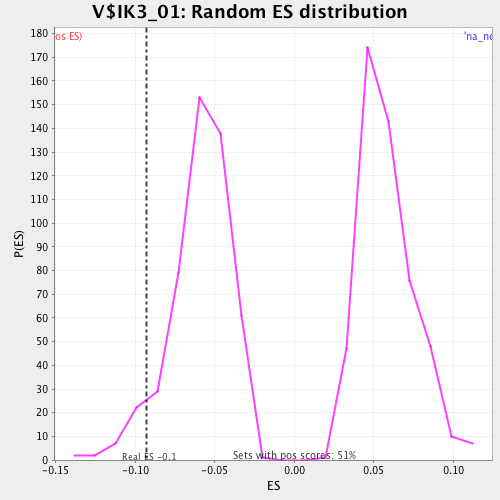 V$IK3_01: Random ES distribution
os ES)
'na_ne
180
170
160
150
140
130
120
110
100
90
80
70
60
50
40
30
20
10
0
P(ES)
Real ES -0.1
Sets with pos scores: 51%
-0.15 -0.10 -0.05 0.00 0.05 0.10
ES